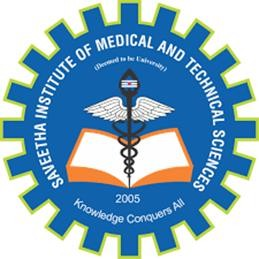 SAVEETHA INSTITUTE OF MEDICAL AND TECHNICAL SCIENCES
(Deemed to be University)
2005
Knowledge Conquers All